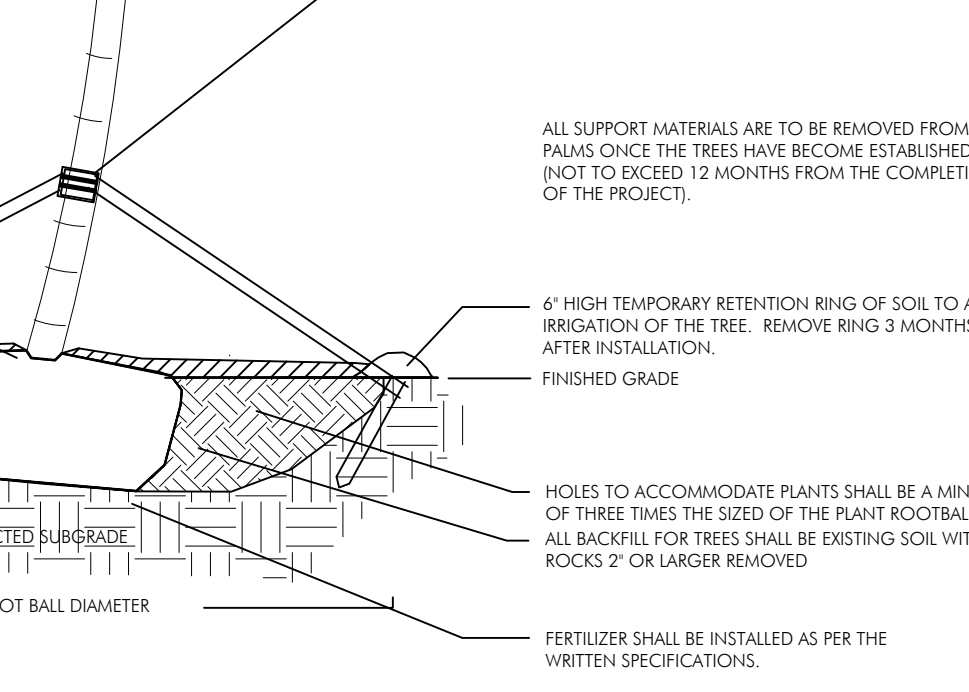 ALL SUPPORT MATERIALS ARE TO BE REMOVED FROM
PALMS ONCE THE TREES HAVE BECOME ESTABLISHED
(NOT TO EXCEED 12 MONTHS FROM THE COMPLETI
OF THE PROJECT).
6" HIGH TEMPORARY RETENTION RING OF SOIL TO A
IRRIGATION OF THE TREE. REMOVE RING 3 MONTHS
AFTER INSTALLATION.
FINISHED GRADE
HOLES TO ACCOMMODATE PLANTS SHALL BE A MIN
OF THREE TIMES THE SIZED OF THE PLANT ROOTBAL
ALL BACKFILL FOR TREES SHALL BE EXISTING SOIL WIT
ROCKS 2" OR LARGER REMOVED
CTED SUBGRADE
OT BALL DIAMETER
FERTILIZER SHALL BE INSTALLED AS PER THE
WRITTEN SPECIFICATIONS.